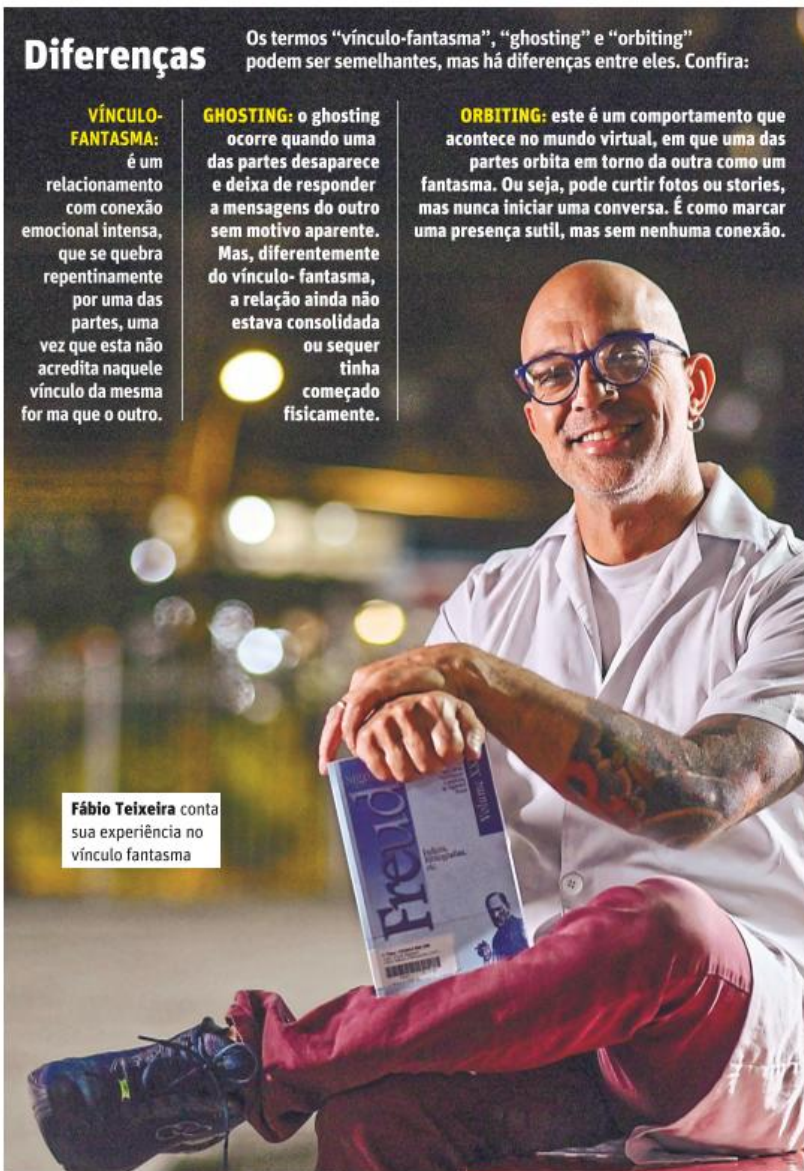 Diferenças
Os termos “vínculo-fantasma”, “ghosting” e “orbiting”
podem ser semelhantes, mas há diferenças entre eles. Confira:
VÍNCULO-
FANTASMA:
é um
relacionamento
com conexão
emocional intensa,
que se quebra
repentinamente
por uma das
partes, uma
vez que esta não
acredita naquele
vínculo da mesma
for ma que o outro.
GHOSTING: o ghosting
ocorre quando uma
das partes desaparece
e deixa de responder
a mensagens do outro
sem motivo aparente.
Mas, diferentemente
do vínculo- fantasma,
a relação ainda não
estava consolidada
ou sequer
tinha
começado
fisicamente.
ORBITING: este é um comportamento que
acontece no mundo virtual, em que uma das
partes orbita em torno da outra como um
fantasma. Ou seja, pode curtir fotos ou stories,
mas nunca iniciar uma conversa. É como marcar
uma presença sutil, mas sem nenhuma conexão.
Fábio Teixeira conta
sua experiência no
vínculo fantasma
Freud
Volume